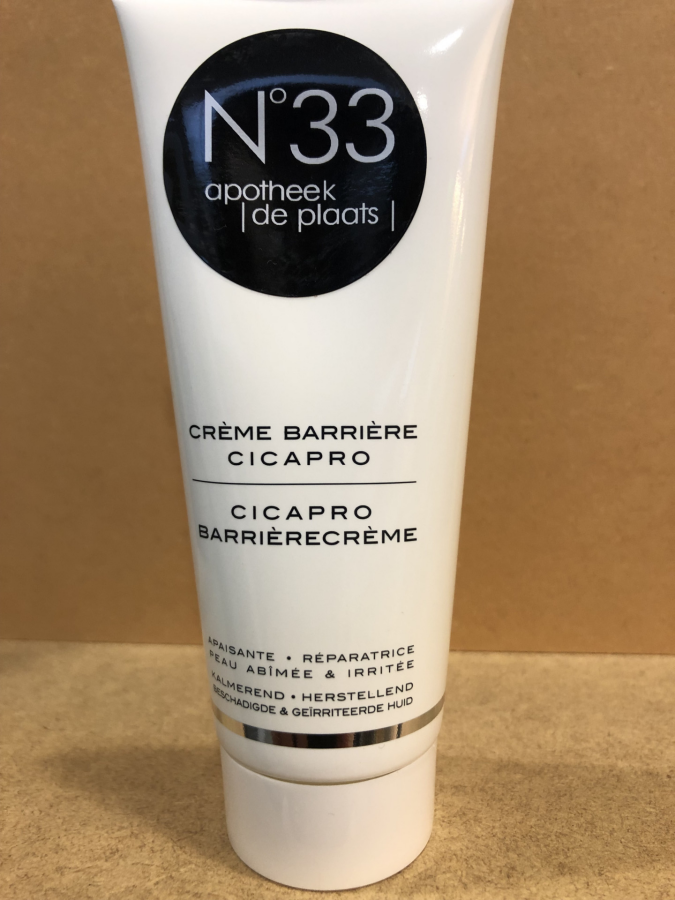 N°33
apotheek
|de plaats|
CRÈME BARRIÈRE
CICAPRO
CICAPRO
BARRIÈRECRÈME
APAISANTE • RÉPARATRICE
PEAU ABÎMÉE & IRRITÉE
KALMEREND • HERSTELLEND
BESCHADIGDE & GEÏRRITEERDE HUID